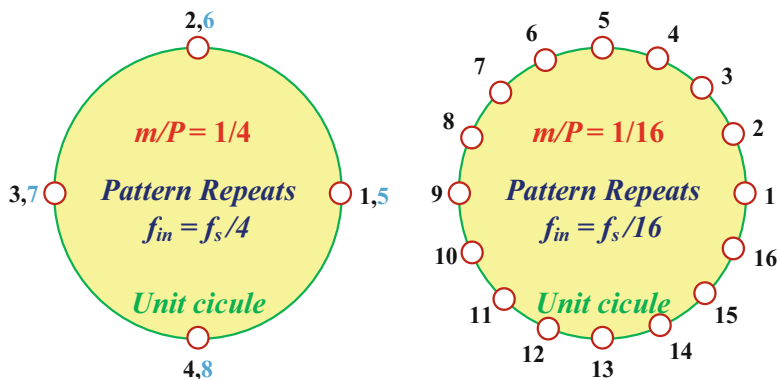 2,6
m/P = 1/4
3,7
1,5
Pattern Repeats
f_in = f_s/4
Unit cicule
4,8
5
6
4
7
3
8
2
m/P = 1/16
9
1
Pattern Repeats
f_in = f_s/16
10
16
11
15
Unit cicule
12
14
13